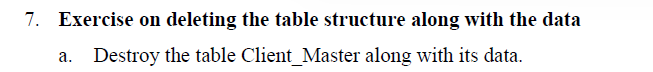 7. Exercise on deleting the table structure along with the data
a. Destroy the table Client_Master along with its data.